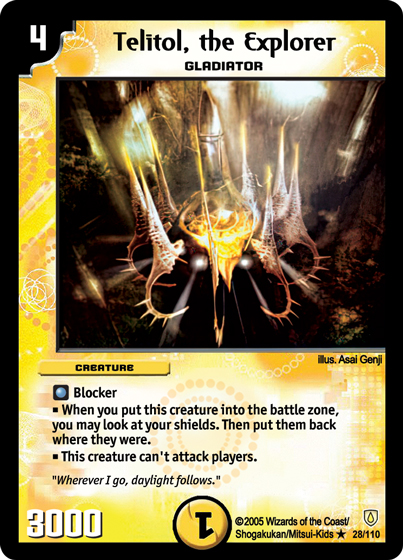 4
Telitol, the Explorer
GLADIATOR
illus. Asai Genji
CREATURE
Blocker
▪ When you put this creature into the battle zone,
you may look at your shields. Then put them back
where they were.
▪ This creature can't attack players.
"Wherever I go, daylight follows."
3000
1
©2005 Wizards of the Coast/
Shogakukan/Mitsui-Kids ★ 28/110